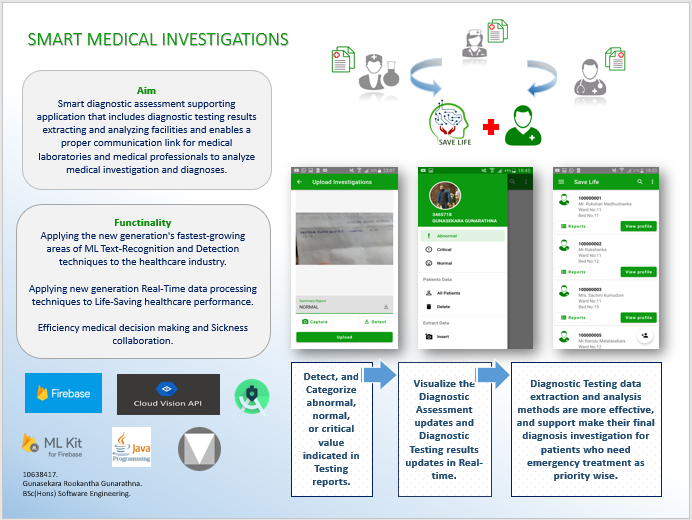 SMART MEDICAL INVESTIGATIONS
Aim
Smart diagnostic assessment supporting
application that includes diagnostic testing results
extracting and analyzing facilities and enables a
proper communication link for medical
laboratories and medical professionals to analyze
medical investigation and diagnoses.
SAVE LIFE
Functinality
Applying the new generation's fastest-growing
areas of ML Text-Recognition and Detection
techniques to the healthcare industry.
Applying new generation Real-Time data processing
techniques to Life-Saving healthcare performance.
Efficiency medical decision making and Sickness
collaboration.
Upload Investigations
Summary Report
NORMAL
Capture
Detect
Upload
18:45
3465718
GUNASEKARA GUNARATHNA
Abnormal
Critical
Normal
Patients Data
All Patients
Delete
Extract Data
Insert
Save Life
100000001
Mr. Rukshan Madhushanka
Ward No:11
Bed No:11
Reports
View profile
100000002
Mr. Rukshana
Ward No:11
Bed No:12
Reports
View profile
100000003
Mrs. Sachini Kumudam
Ward No:11
Bed No:13
Reports
View profile
100000005
Ward No:11
Detect, and
Categorize
abnormal,
normal,
or critical
value
indicated in
Testing
reports.
Visualize the
Diagnostic
Assessment
updates and
Diagnostic
Testing results
updates in Real-
time.
Diagnostic Testing data
extraction and analysis
methods are more effective,
and support make their final
diagnosis investigation for
patients who need
emergency treatment as
priority wise.
Firebase
Cloud Vision API
ML Kit
for Firebase
Java
Programming
10638417.
Gunasekara Rookantha Gunarathna.
BSc(Hons) Software Engineering.